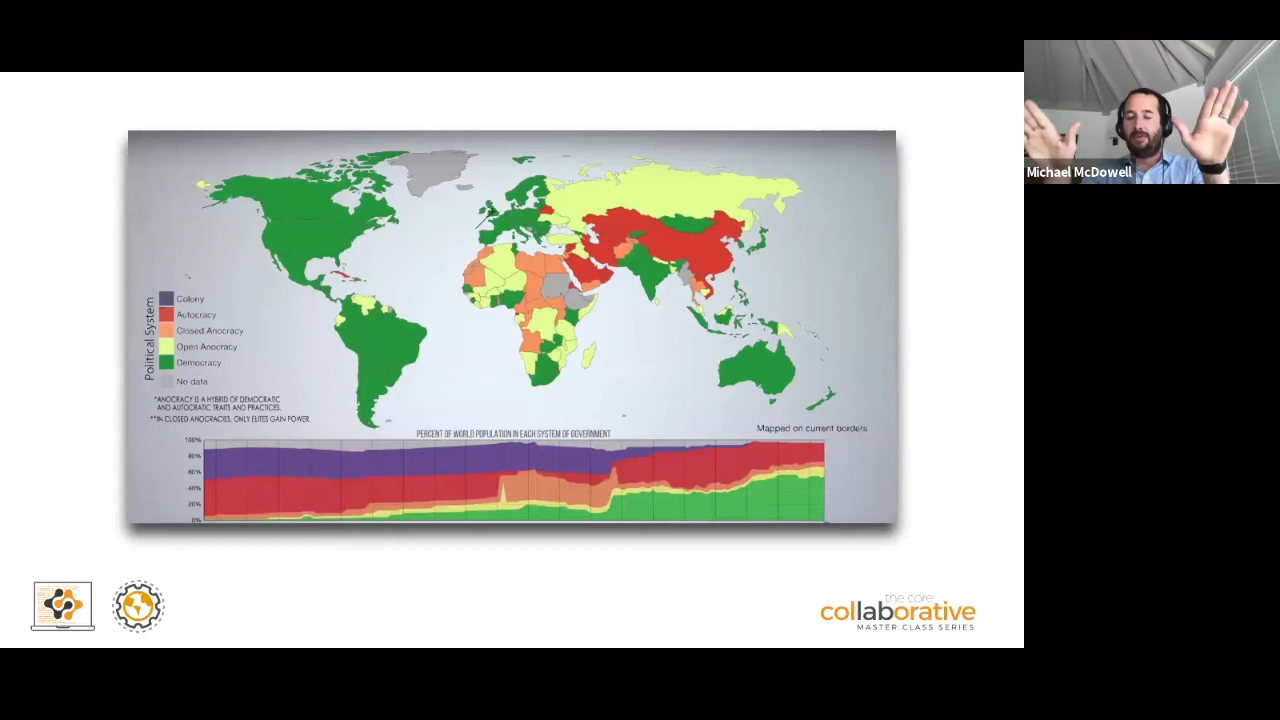 Michael McDowell
Political System
Colony
Autocracy
Closed Anocracy
Open Anocracy
Democracy
No data
*ANOCRACY IS A HYBRID OF DEMOCRATIC
AND AUTOCRATIC TRAITS AND PRACTICES.
**IN CLOSED ANOCRACIES, ONLY ELITES GAIN POWER.
Mapped on current borders
PERCENT OF WORLD POPULATION IN EACH SYSTEM OF GOVERNMENT
100%
80%
60%
40%
20%
0%
the core
collaborative
MASTER CLASS SERIES